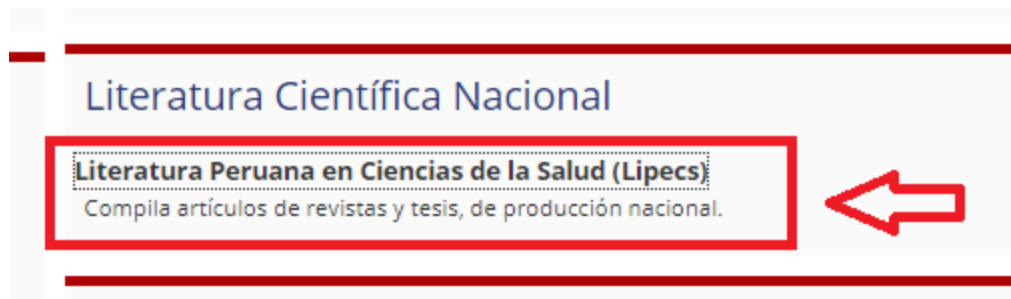 Literatura Científica Nacional
Literatura Peruana en Ciencias de la Salud (Lipecs)
Compila artículos de revistas y tesis, de producción nacional.